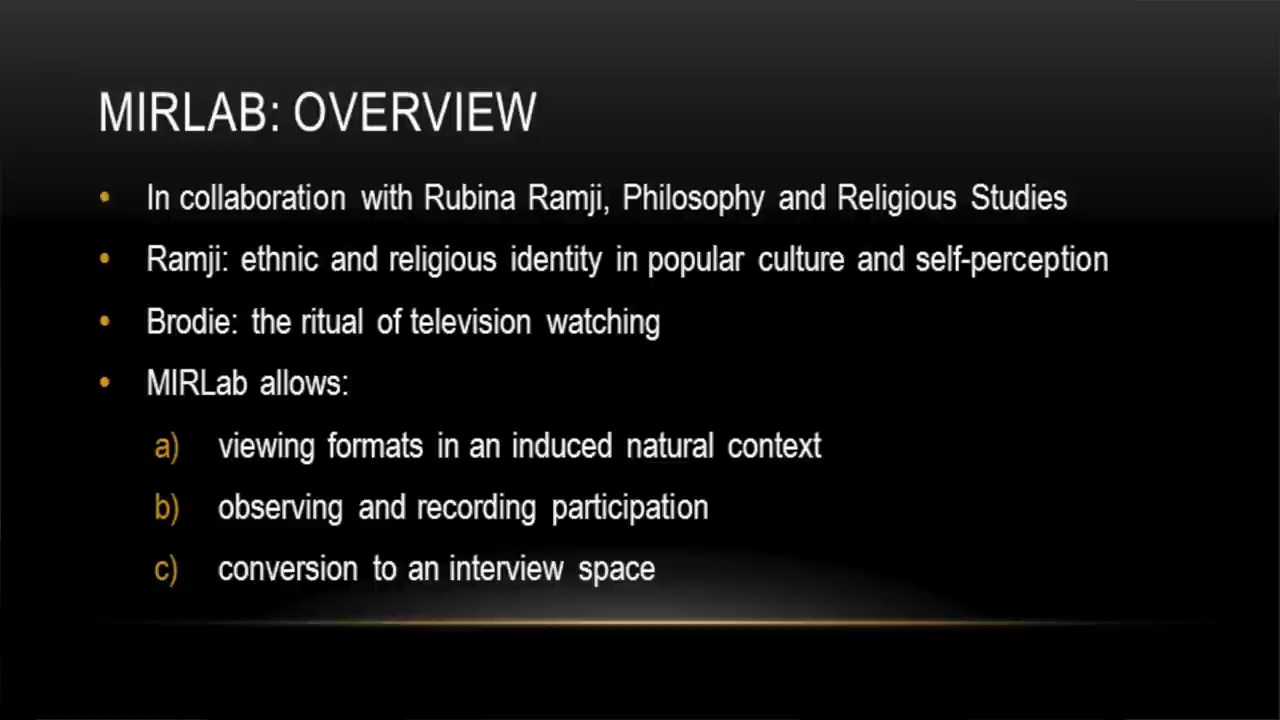 MIRLAB: OVERVIEW
• In collaboration with Rubina Ramji, Philosophy and Religious Studies
• Ramji: ethnic and religious identity in popular culture and self-perception
• Brodie: the ritual of television watching
• MIRLab allows:
a) viewing formats in an induced natural context
b) observing and recording participation
c) conversion to an interview space